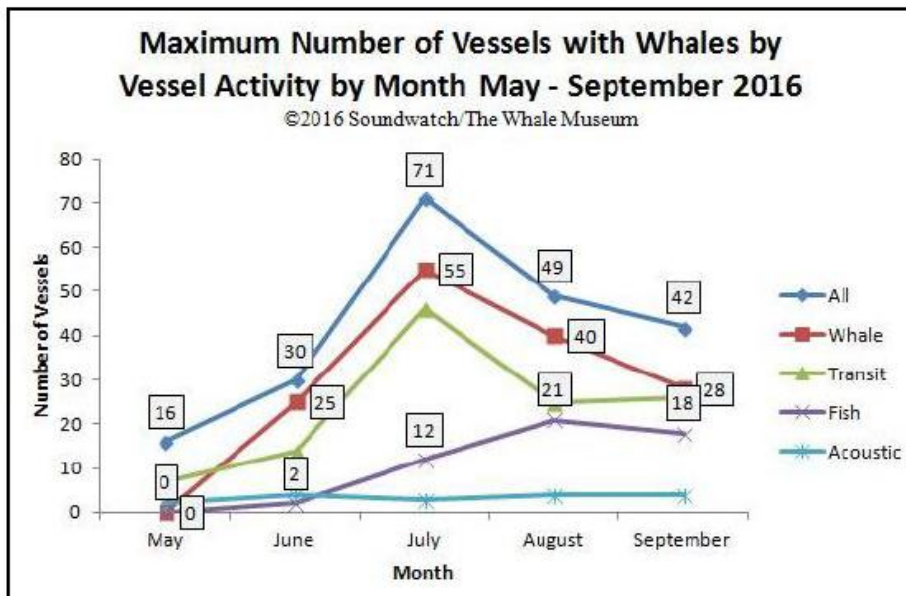 Maximum Number of Vessels with Whales by
Vessel Activity by Month May - September 2016
©2016 Soundwatch/The Whale Museum
80
70
60
50
40
30
20
10
0
Number of Vessels
16
30
71
49
42
0
25
55
40
28
0
2
12
21
18
May
June
July
August
September
Month
All
Whale
Transit
Fish
Acoustic